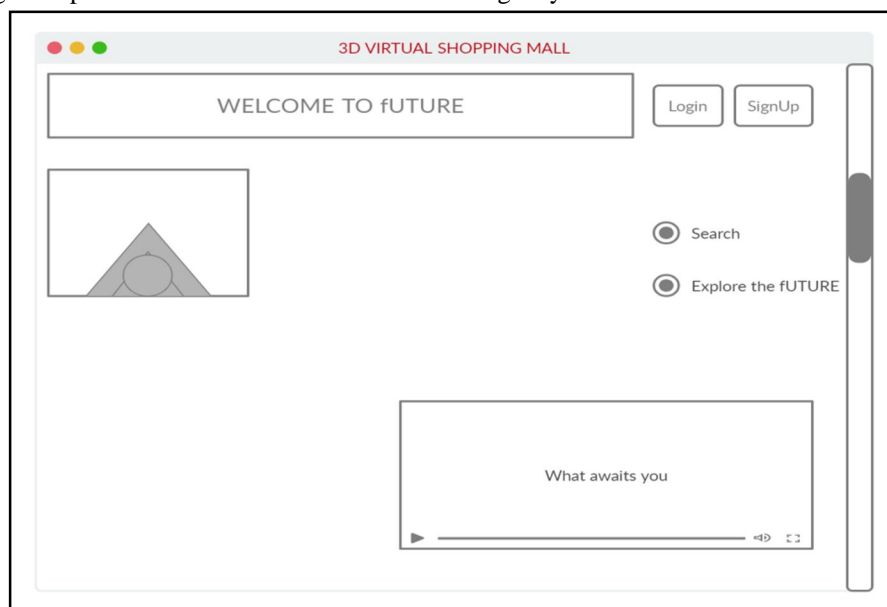 3D VIRTUAL SHOPPING MALL
WELCOME TO fUTURE
Login
SignUp
Search
Explore the fUTURE
What awaits you